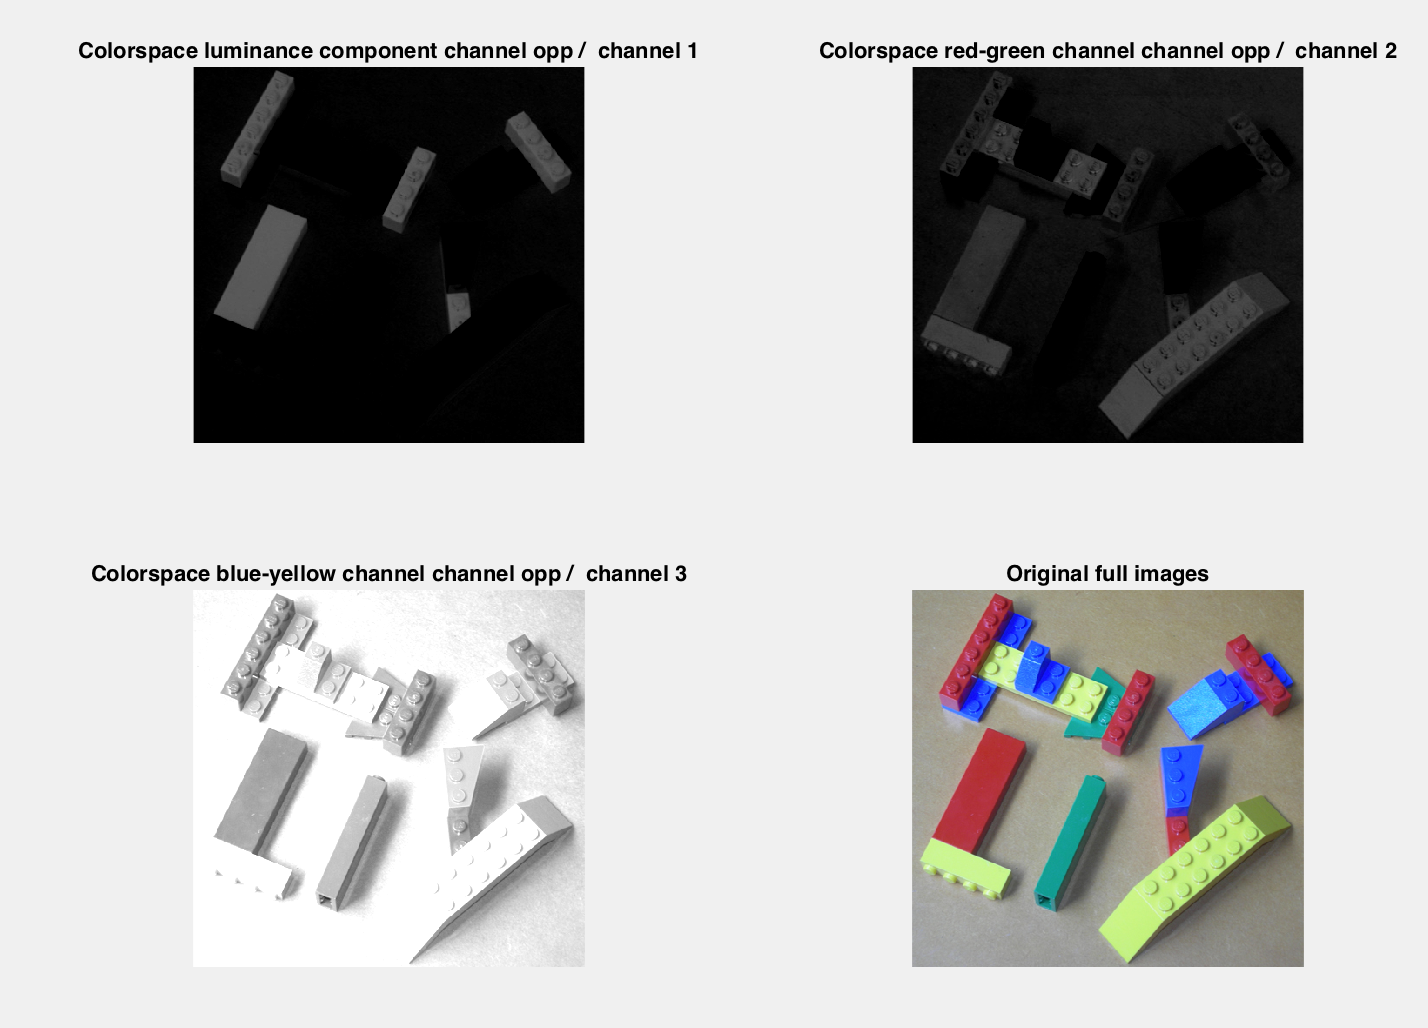 Colorspace luminance component channel opp / channel 1
Colorspace red-green channel channel opp / channel 2
Colorspace blue-yellow channel channel opp / channel 3
Original full images